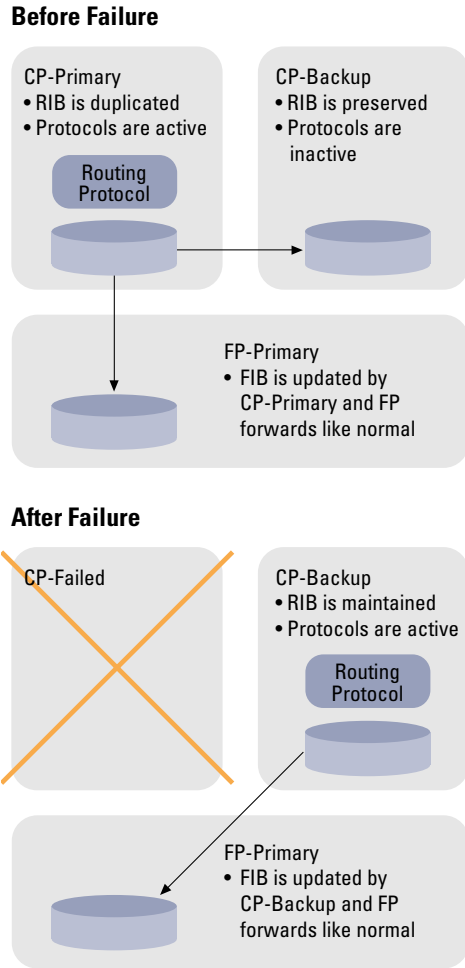 Before Failure
CP-Primary
• RIB is duplicated
• Protocols are active
Routing
Protocol
CP-Backup
• RIB is preserved
• Protocols are
inactive
FP-Primary
• FIB is updated by
CP-Primary and FP
forwards like normal
After Failure
CP-Failed
CP-Backup
• RIB is maintained
• Protocols are active
Routing
Protocol
FP-Primary
• FIB is updated by
CP-Backup and FP
forwards like normal